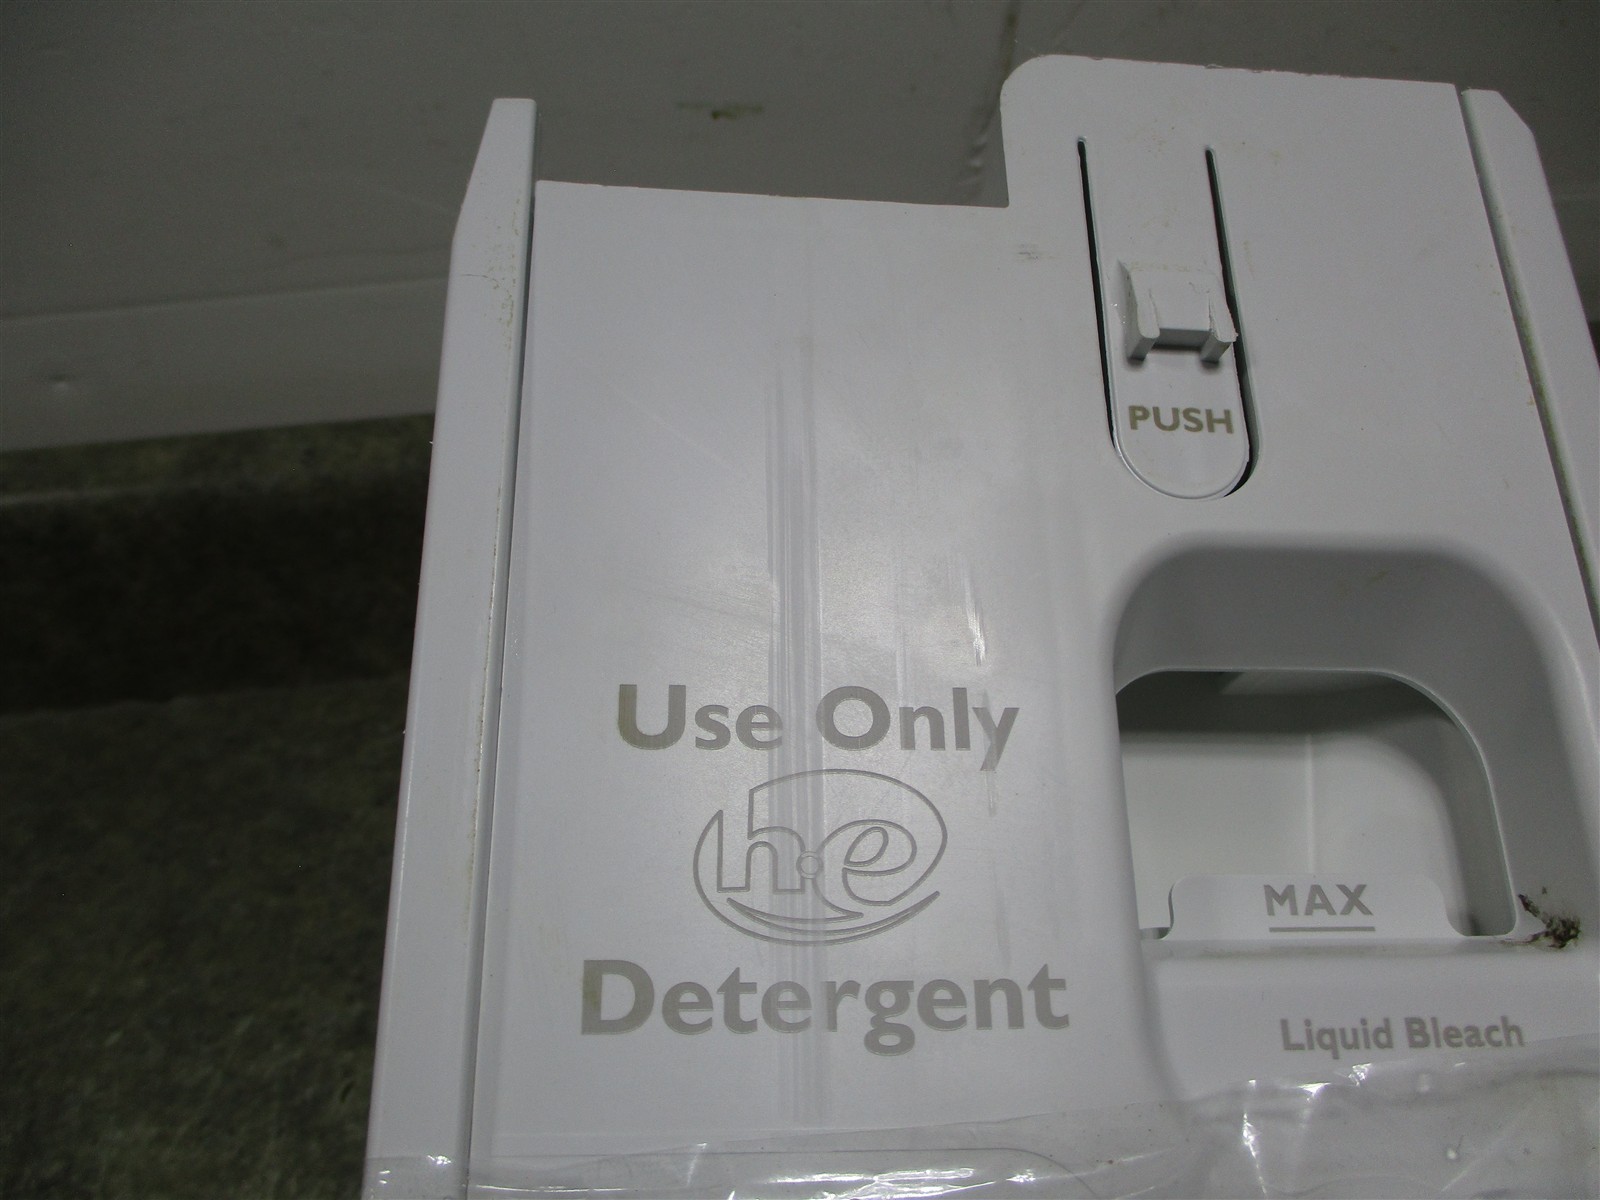 PUSH
Use Only
he
Detergent
MAX
Liquid Bleach